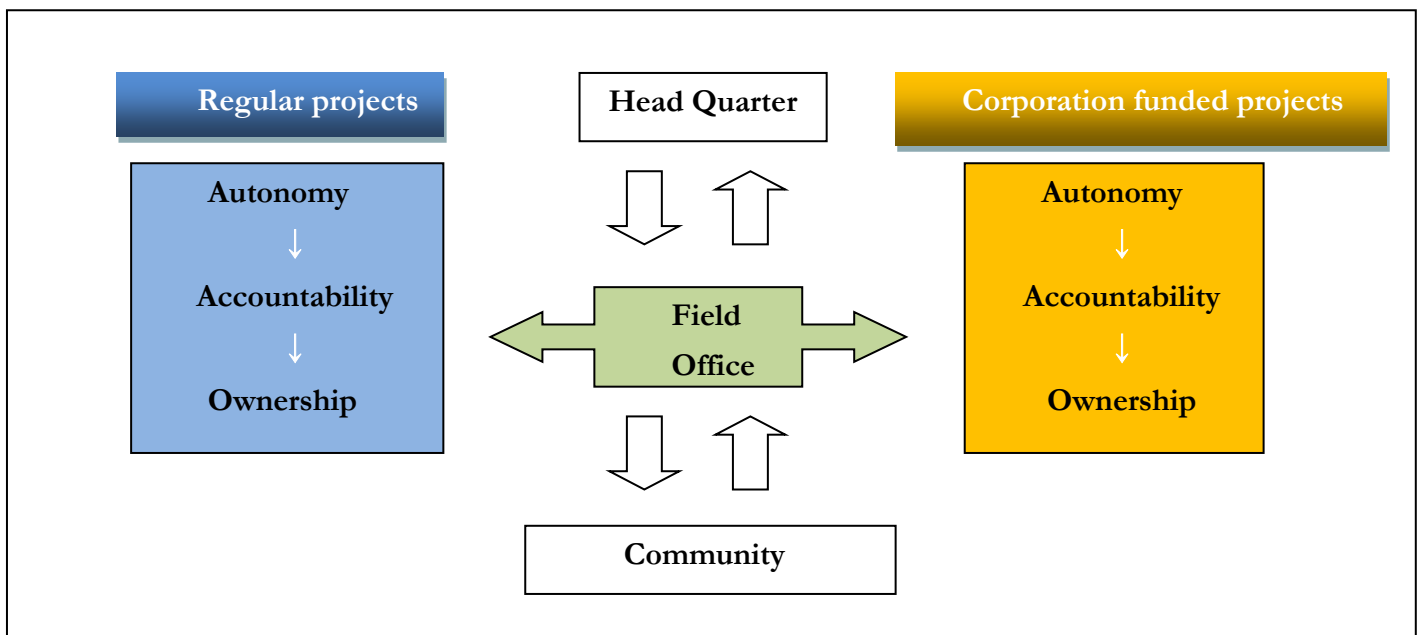 Regular projects
Head Quarter
Corporation funded projects
Autonomy
↓
Accountability
↓
Ownership
Field
Office
Autonomy
↓
Accountability
↓
Ownership
Community